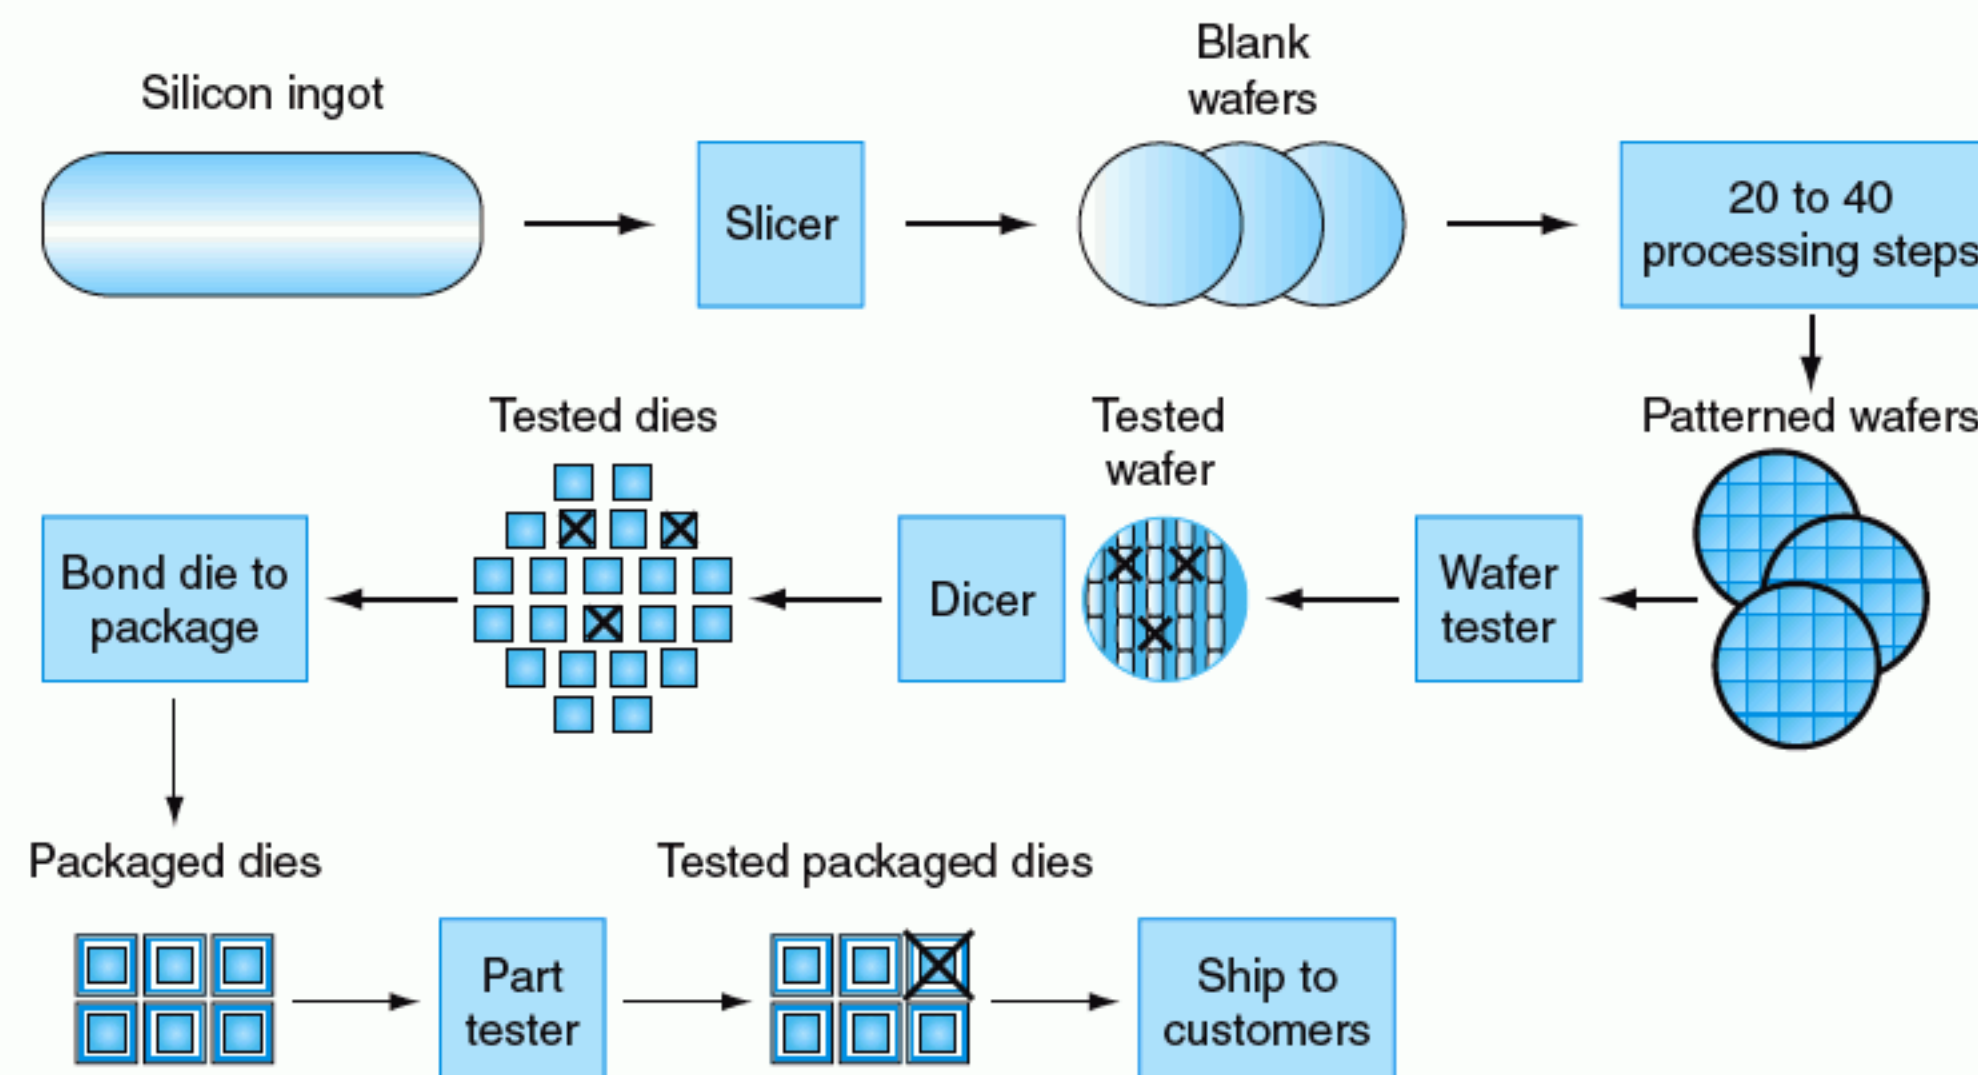 Silicon ingot
Slicer
Blank
wafers
20 to 40
processing steps
Tested dies
Tested
wafer
Patterned wafers
Bond die to
package
Dicer
Wafer
tester
Packaged dies
Tested packaged dies
Part
tester
Ship to
customers